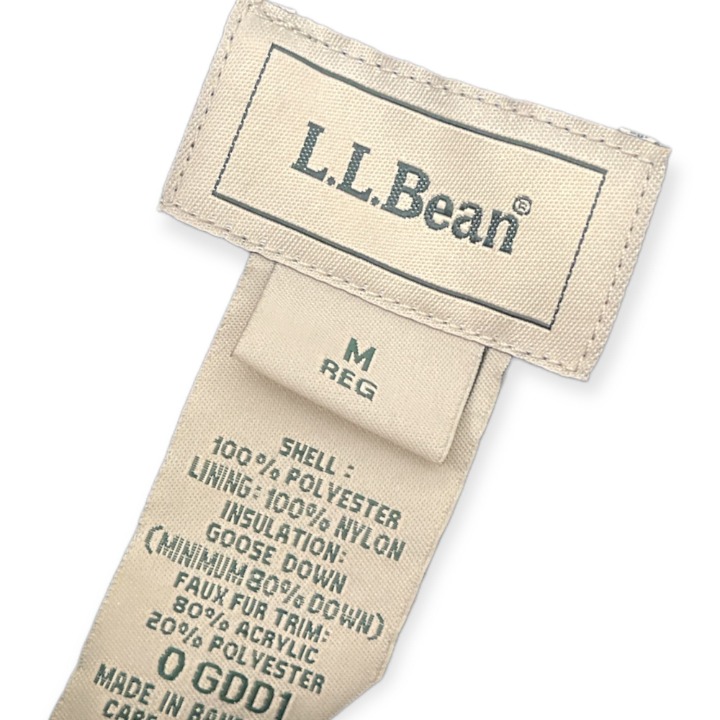 L.L.Bean®
M
REG
SHELL :
100% POLYESTER
LINING: 100% NYLON
INSULATION:
GOOSE DOWN
(MINIMUM 80% DOWN)
FAUX FUR TRIM:
80% ACRYLIC
20% POLYESTER
0 GDD1
MADE IN
CARE